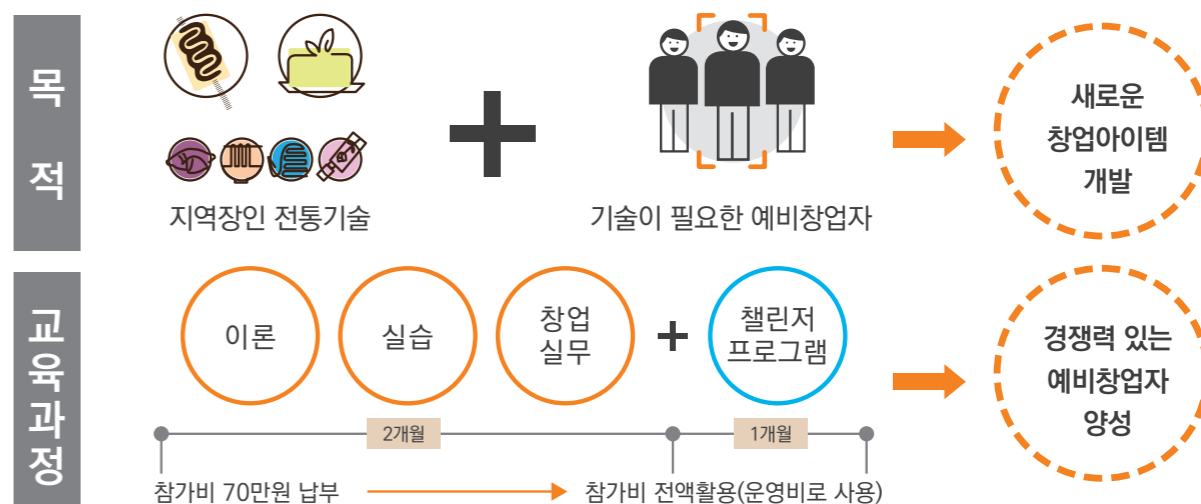 목적
지역장인 전통기술
기술이 필요한 예비창업자
새로운
창업아이템
개발
교육과정
이론
실습
창업
실무
챌린저
프로그램
2개월
1개월
참가비 70만원 납부
참가비 전액활용(운영비로 사용)
경쟁력 있는
예비창업자
양성